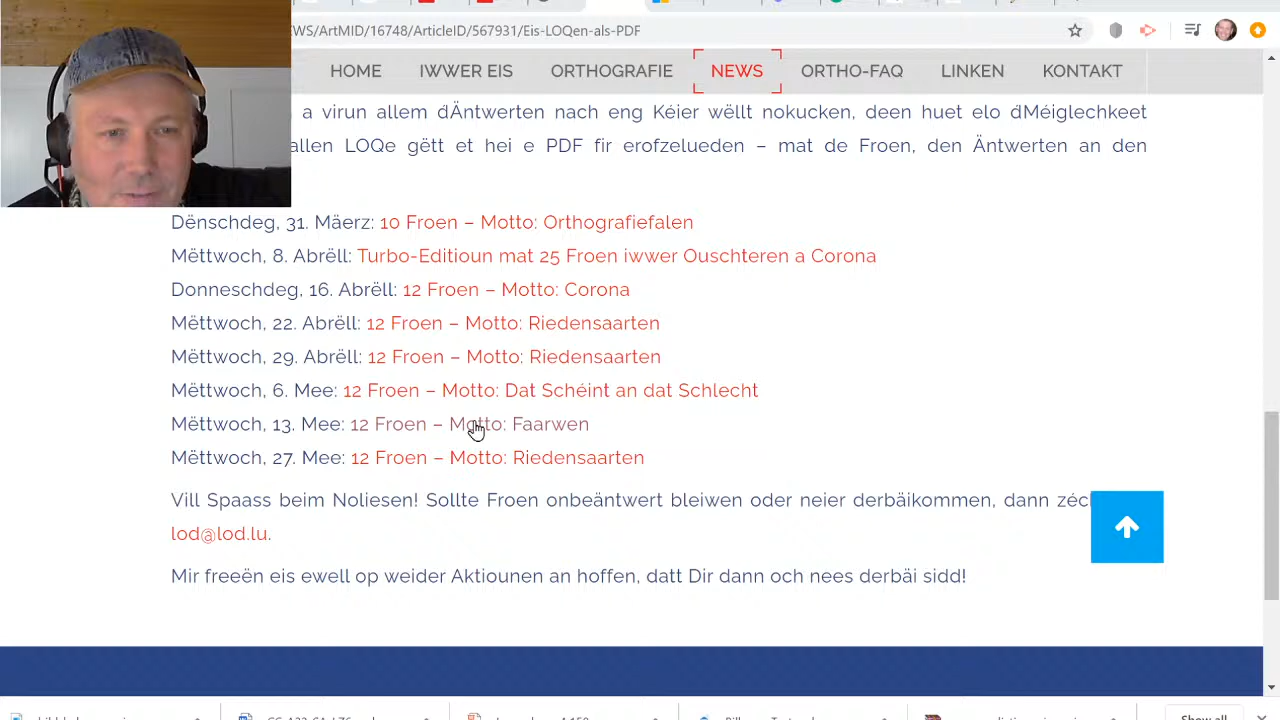 WS/ArtMID/16748/ArticleID/567931/Eis-LOQen-als-PDF
HOME IWWER EIS ORTHOGRAFIE NEWS ORTHO-FAQ LINKEN KONTAKT
a virun allem d'Äntwerten nach eng Kéier wëllt nokucken, deen huet elo d'Méiglechkeet
allen LOQe gëtt et hei e PDF fir erofzelueden – mat de Froen, den Äntwerten an den
Dënschdeg, 31. Mäerz: 10 Froen – Motto: Orthografiefalen
Mëttwoch, 8. Abrëll: Turbo-Editioun mat 25 Froen iwwer Ouschteren a Corona
Donneschdeg, 16. Abrëll: 12 Froen – Motto: Corona
Mëttwoch, 22. Abrëll: 12 Froen – Motto: Riedensaarten
Mëttwoch, 29. Abrëll: 12 Froen – Motto: Riedensaarten
Mëttwoch, 6. Mee: 12 Froen – Motto: Dat Schéint an dat Schlecht
Mëttwoch, 13. Mee: 12 Froen – Motto: Faarwen
Mëttwoch, 27. Mee: 12 Froen – Motto: Riedensaarten
Vill Spaass beim Noliesen! Sollte Froen onbeäntwert bleiwen oder neier derbäikommen, dann
lod@lod.lu.
Mir freeën eis ewell op weider Aktiounen an hoffen, datt Dir dann och nees derbäi sidd!
Show all